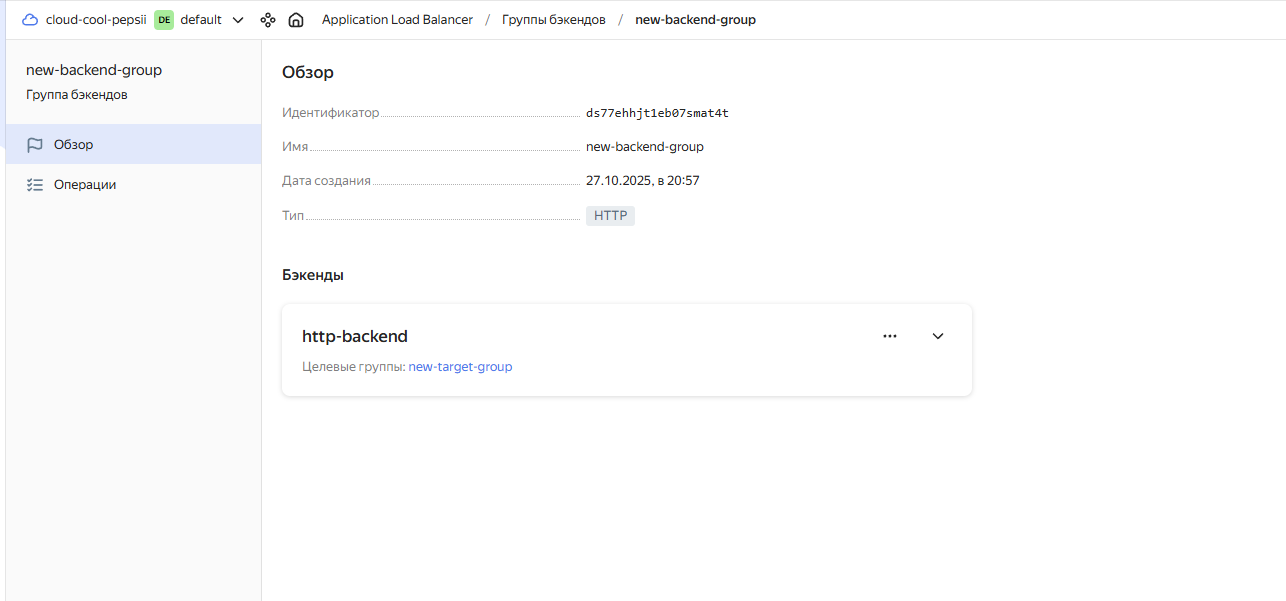 cloud-cool-pepsii DE default Application Load Balancer / Группы бэкендов / new-backend-group
new-backend-group
Группа бэкендов
Обзор
Операции
Обзор
Идентификатор ds77ehhjt1eb07smat4t
Имя new-backend-group
Дата создания 27.10.2025, в 20:57
Тип HTTP
Бэкенды
http-backend
Целевые группы: new-target-group